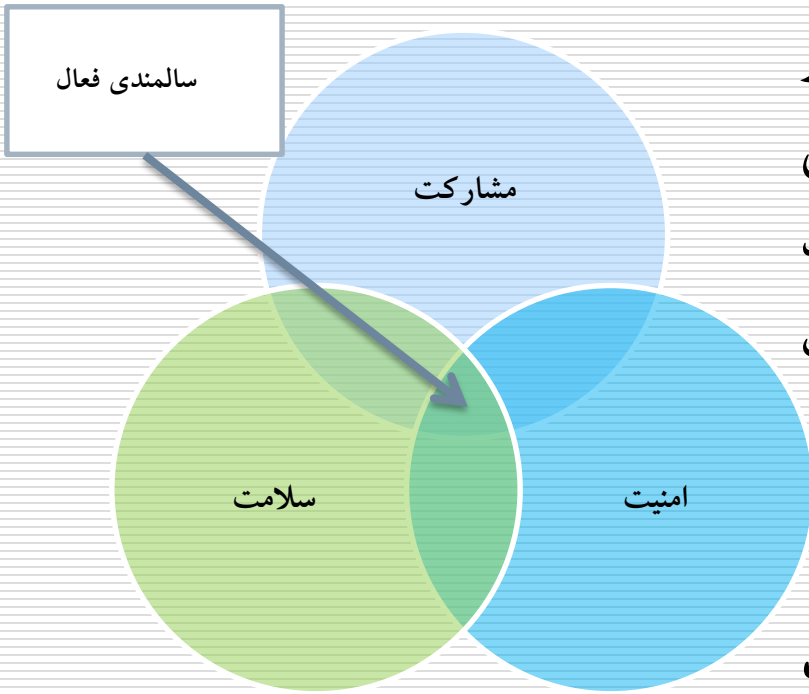 سالمندی فعال
مشارکت
سلامت
امنیت